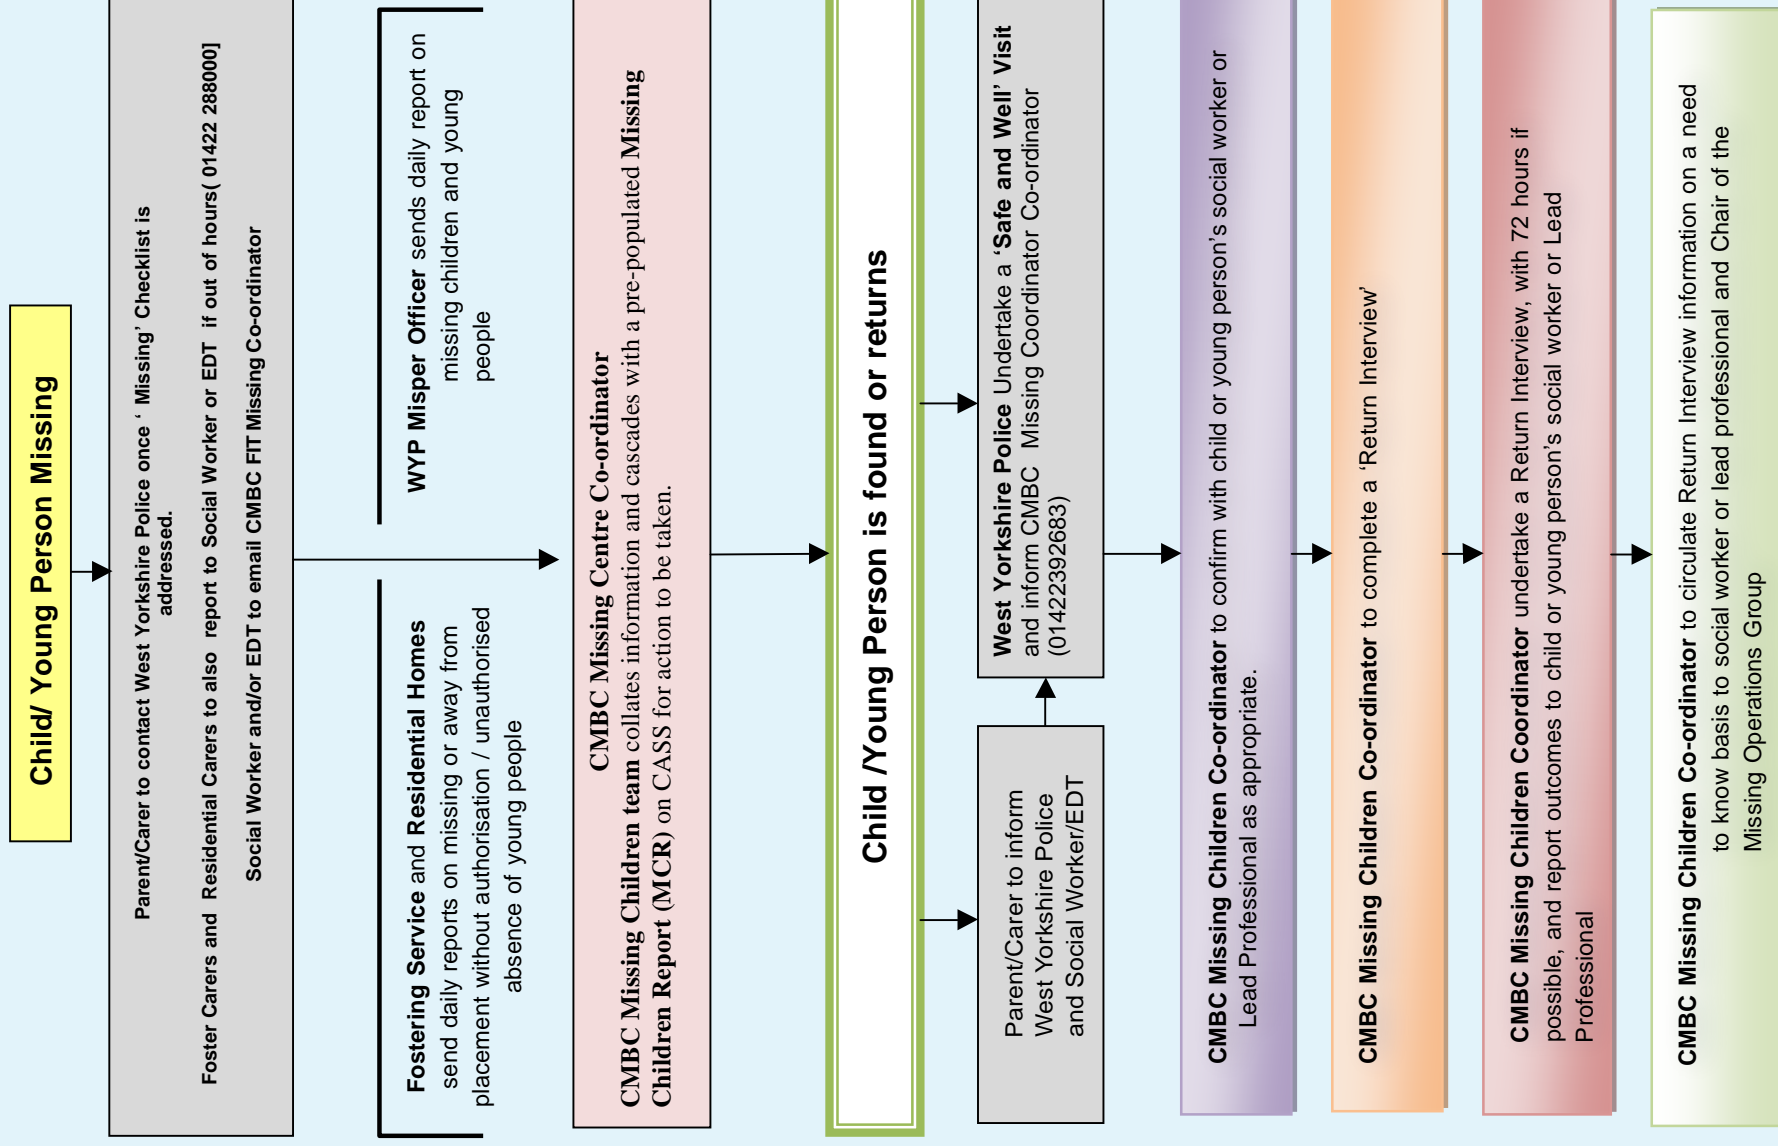 Child/ Young Person Missing
Parent/Carer to contact West Yorkshire Police once ‘ Missing’ Checklist is
addressed.
Foster Carers and  Residential Carers to also  report to Social Worker or EDT  if out of hours( 01422 288000]
Social Worker and/or EDT to email CMBC FIT Missing Co-ordinator
Fostering Service and Residential Homes
send daily reports on missing or away from
placement without authorisation / unauthorised
absence of young people
WYP Misper Officer sends daily report on
missing children and young
people
CMBC Missing Centre Co-ordinator
CMBC Missing Children team collates information and cascades with a pre-populated Missing
Children Report (MCR) on CASS for action to be taken.
Child /Young Person is found or returns
Parent/Carer to inform
West Yorkshire Police
and Social Worker/EDT
West Yorkshire Police Undertake a ‘Safe and Well’ Visit
and inform CMBC  Missing Coordinator Co-ordinator
(01422392683)
CMBC Missing Children Co-ordinator to confirm with child or young person’s social worker or
Lead Professional as appropriate.
CMBC Missing Children Co-ordinator to complete a ‘Return Interview’
CMBC Missing Children Coordinator undertake a Return Interview, with 72 hours if
possible, and report outcomes to child or young person’s social worker or Lead
Professional
CMBC Missing Children Co-ordinator to circulate Return Interview information on a need
to know basis to social worker or lead professional and Chair of the
Missing Operations Group